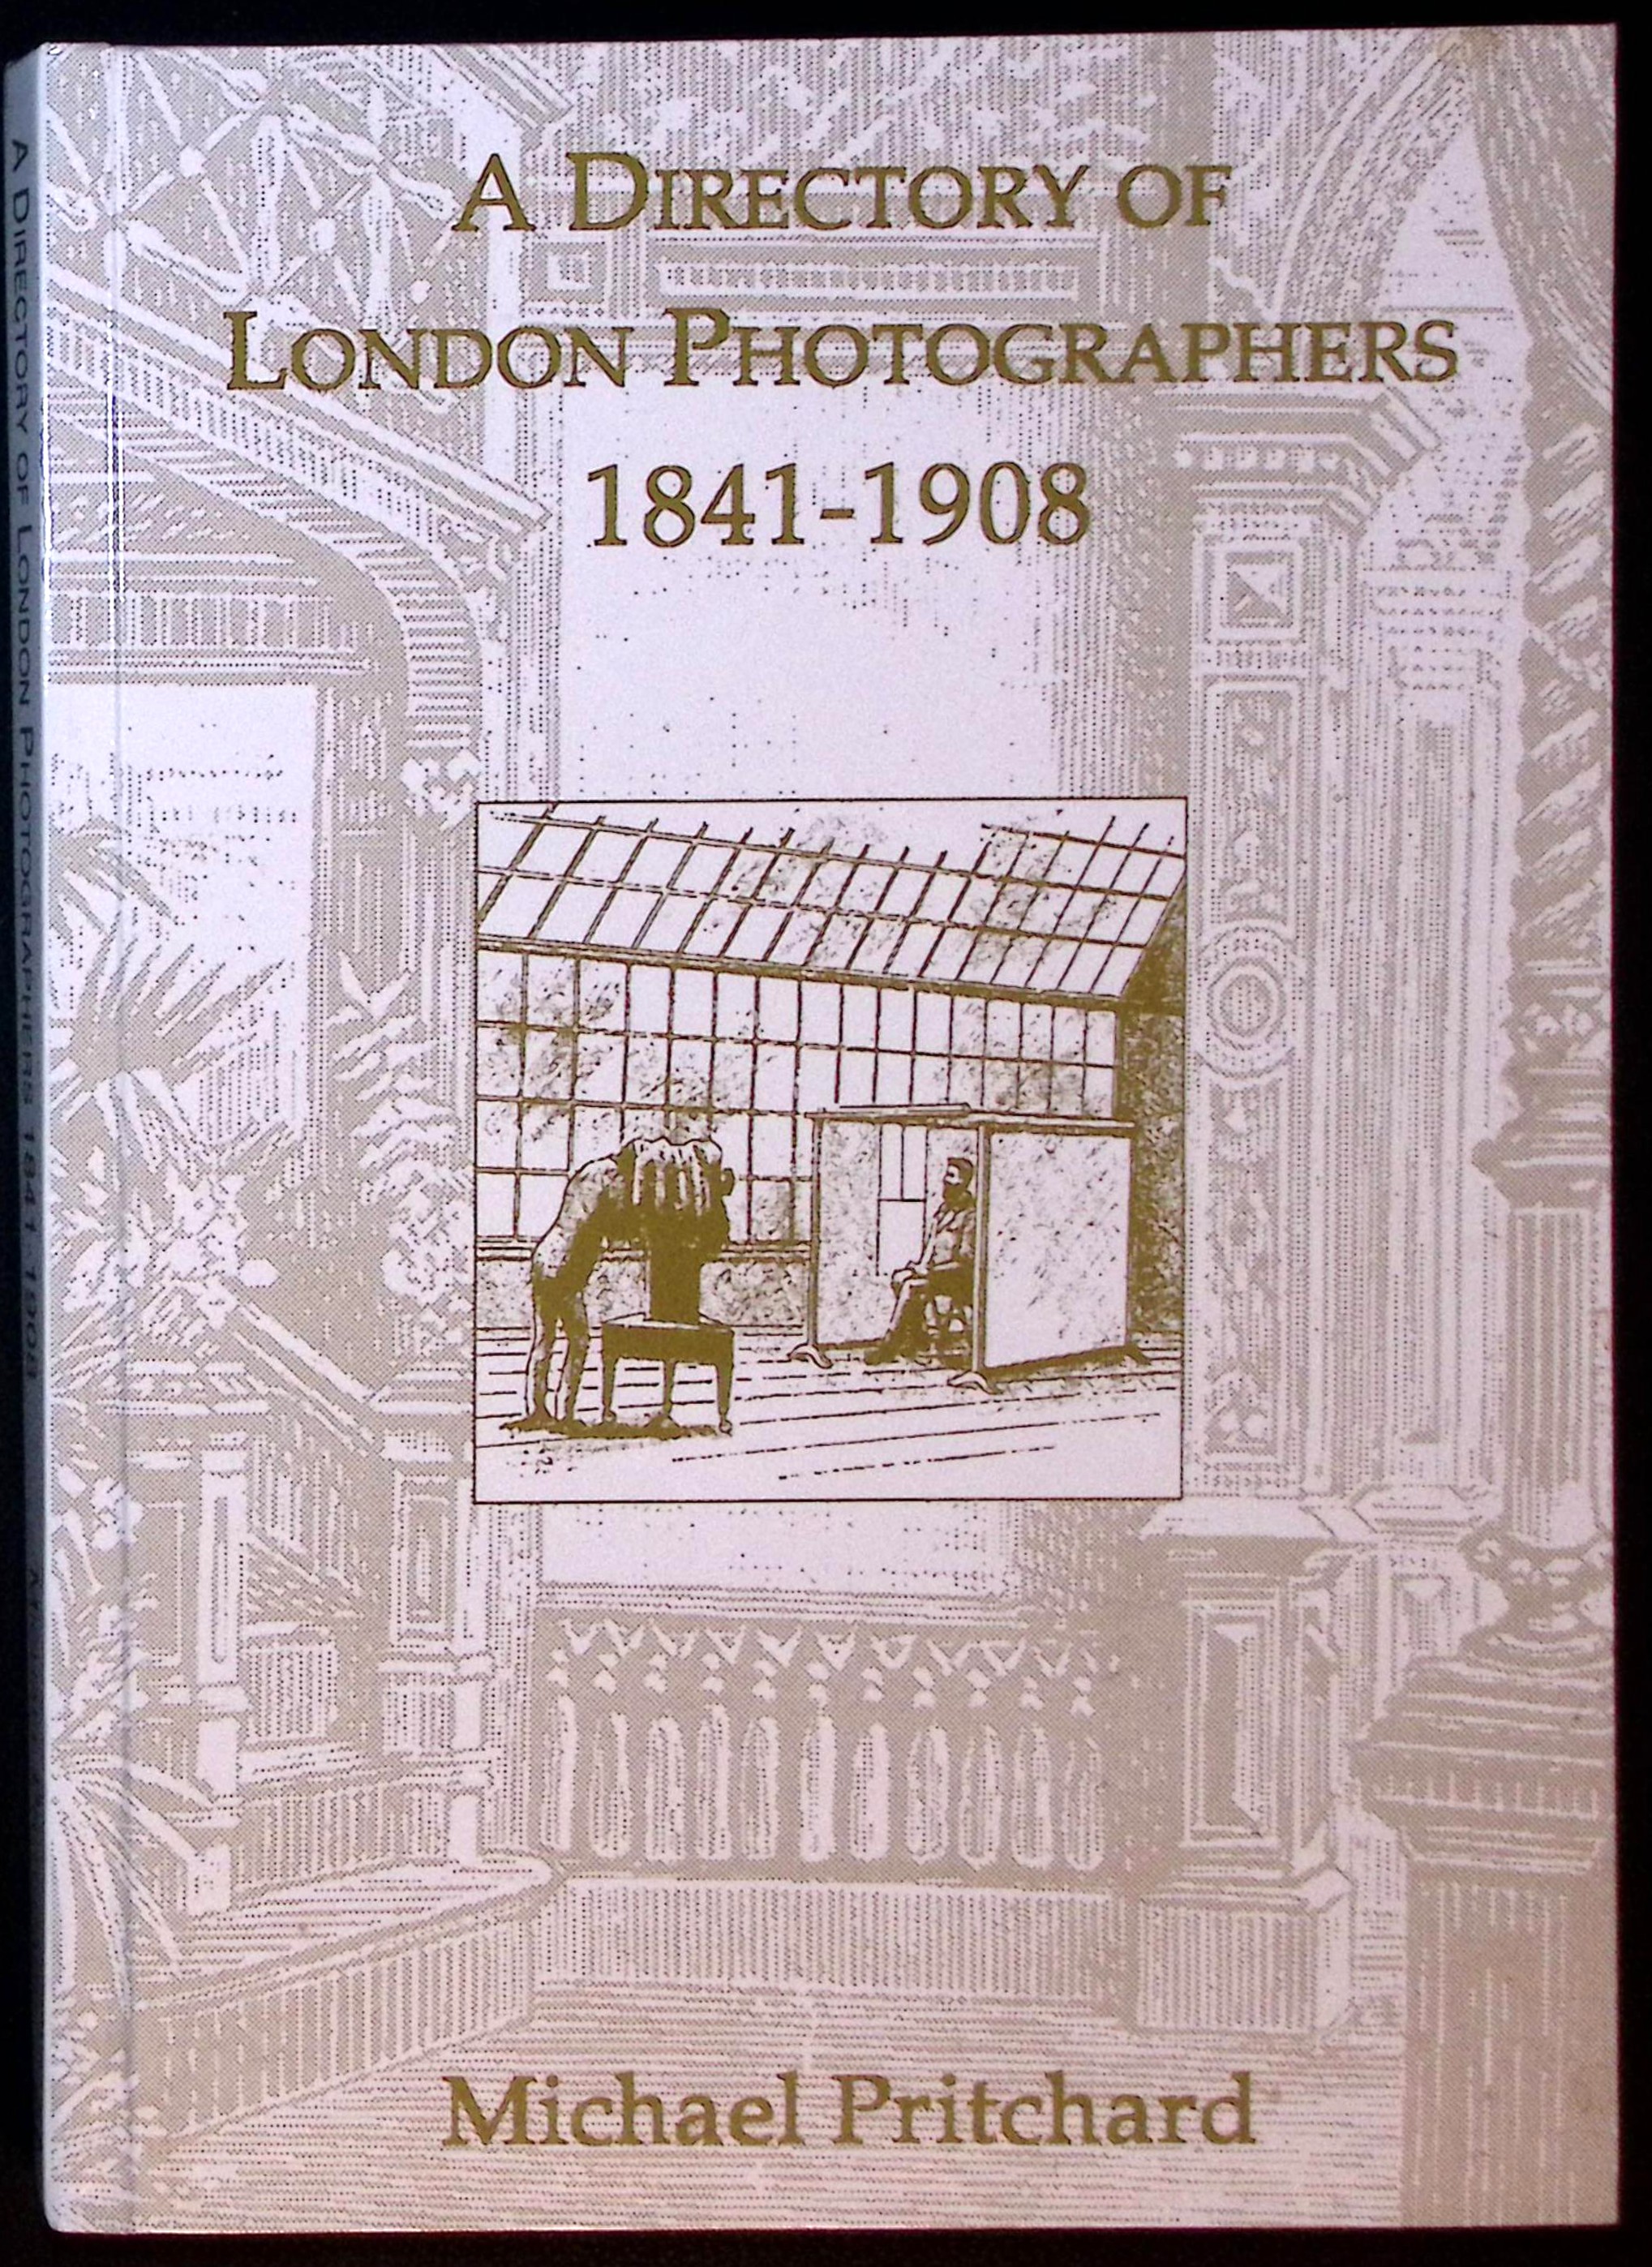 A DIRECTORY OF
LONDON PHOTOGRAPHERS
1841-1908
Michael Pritchard
A DIRECTORY OF LONDON PHOTOGRAPHERS 1841-1908